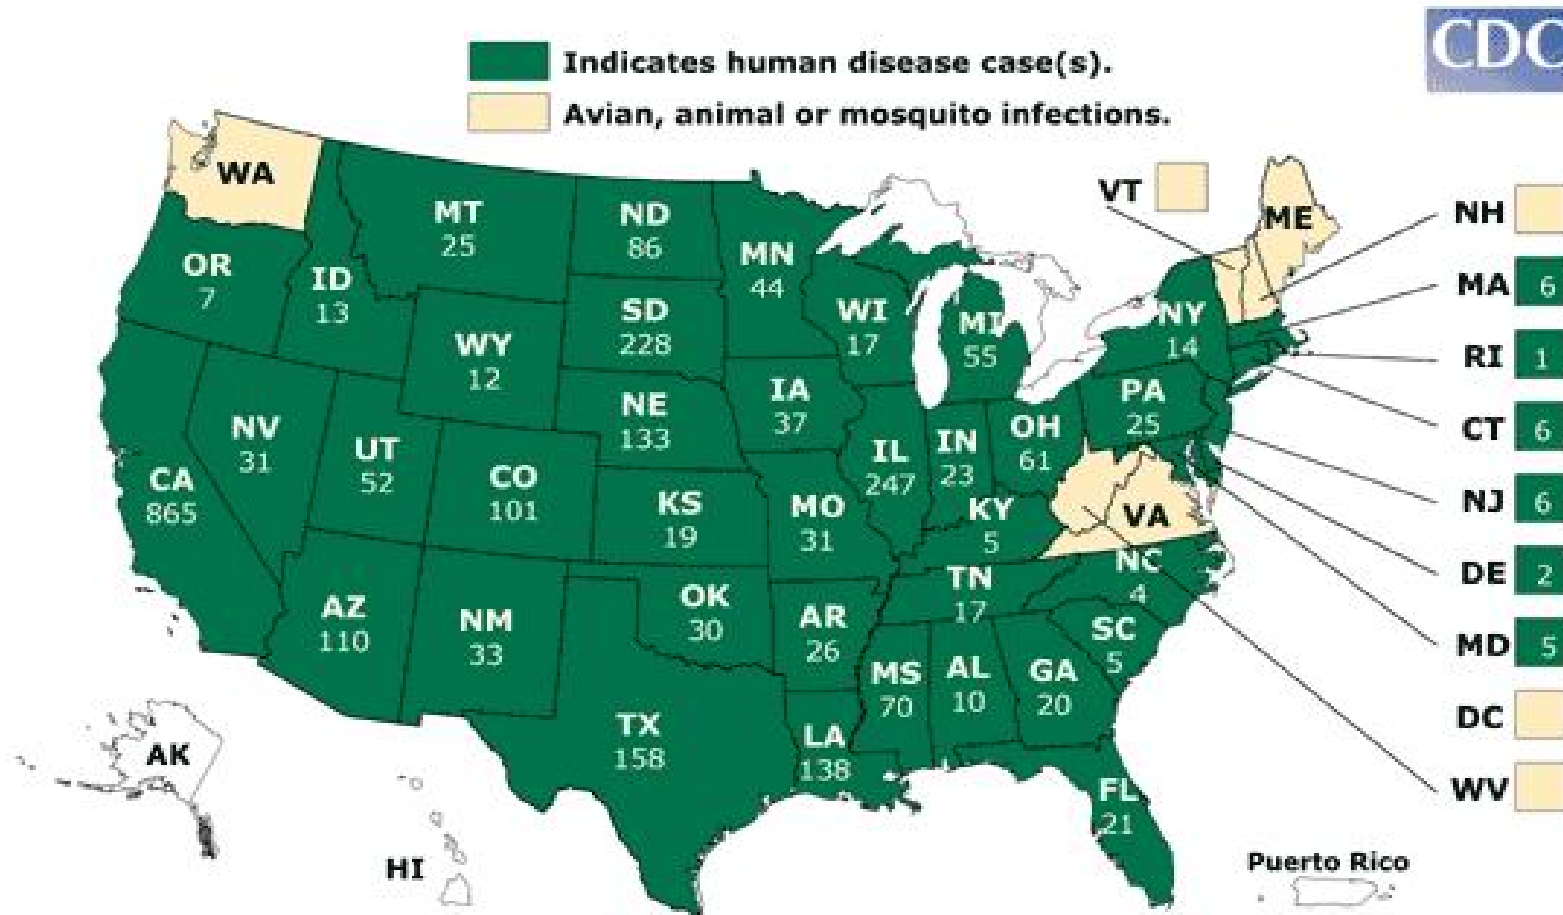 CDC
Indicates human disease case(s).
Avian, animal or mosquito infections.
WA
VT
ME
NH
MT
25
ND
86
MN
44
OR
7
ID
13
MA 6
WY
12
SD
228
WI
17
MI
55
NY
14
RI 1
NV
31
UT
52
CO
101
NE
133
IA
37
IL
247
IN
23
OH
61
PA
25
CT 6
CA
865
KS
19
MO
31
KY
5
VA
NJ 6
AZ
110
NM
33
OK
30
AR
26
TN
17
NC
4
DE 2
SC
5
MD 5
TX
158
LA
138
MS
70
AL
10
GA
20
DC
AK
FL
21
WV
HI
Puerto Rico